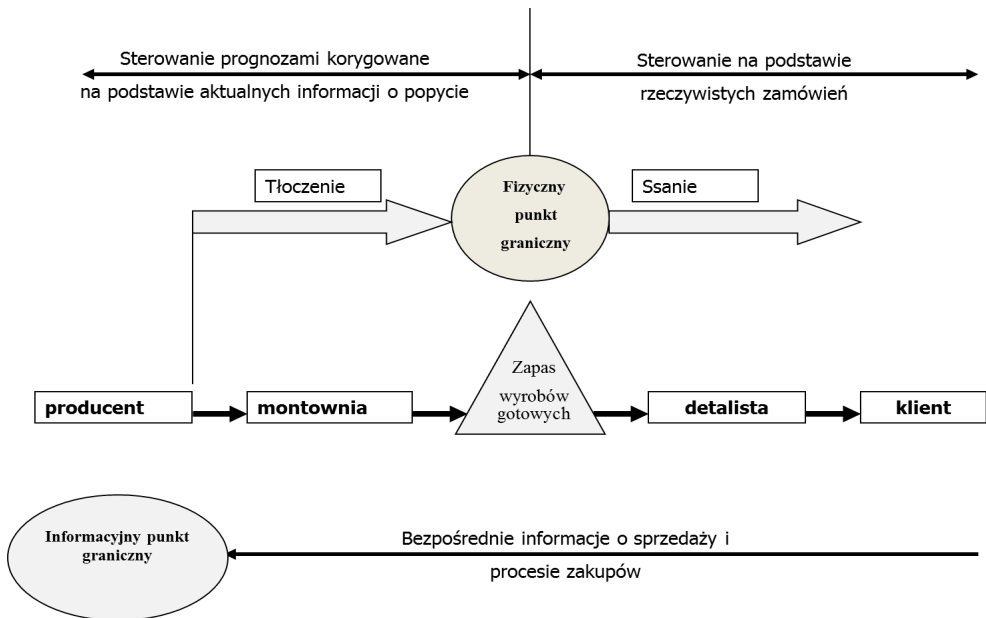 Sterowanie prognozami korygowane
na podstawie aktualnych informacji o popycie
Sterowanie na podstawie
rzeczywistych zamówień
Tłoczenie
Fizyczny
punkt
graniczny
Ssanie
Zapas
wyrobów
gotowych
producent
montownia
detalista
klient
Informacyjny punkt
graniczny
Bezpośrednie informacje o sprzedaży i
procesie zakupów